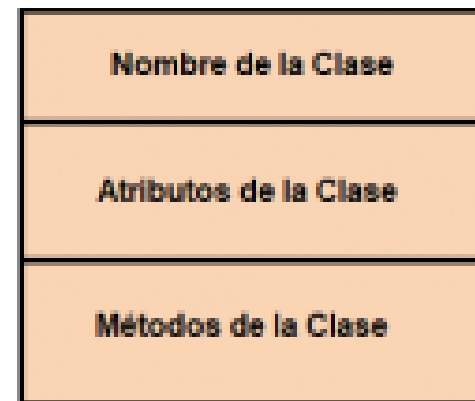 Nombre de la Clase
Atributos de la Clase
Métodos de la Clase